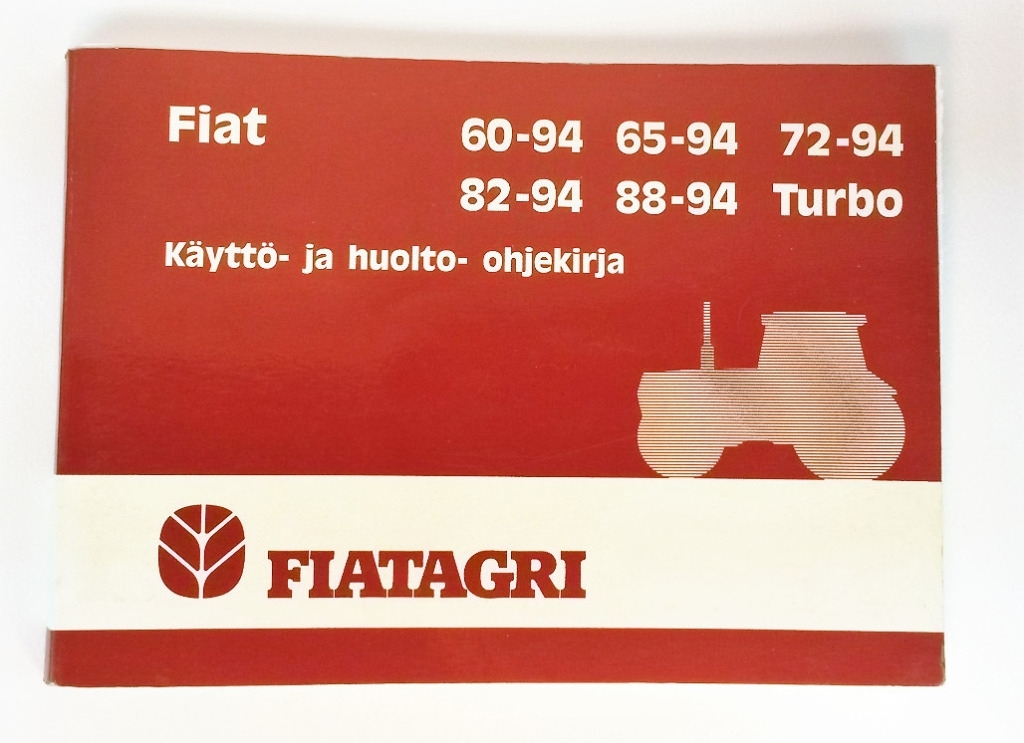 Fiat 60-94 65-94 72-94
82-94 88-94 Turbo
Käyttö- ja huolto- ohjekirja
FIATAGRI